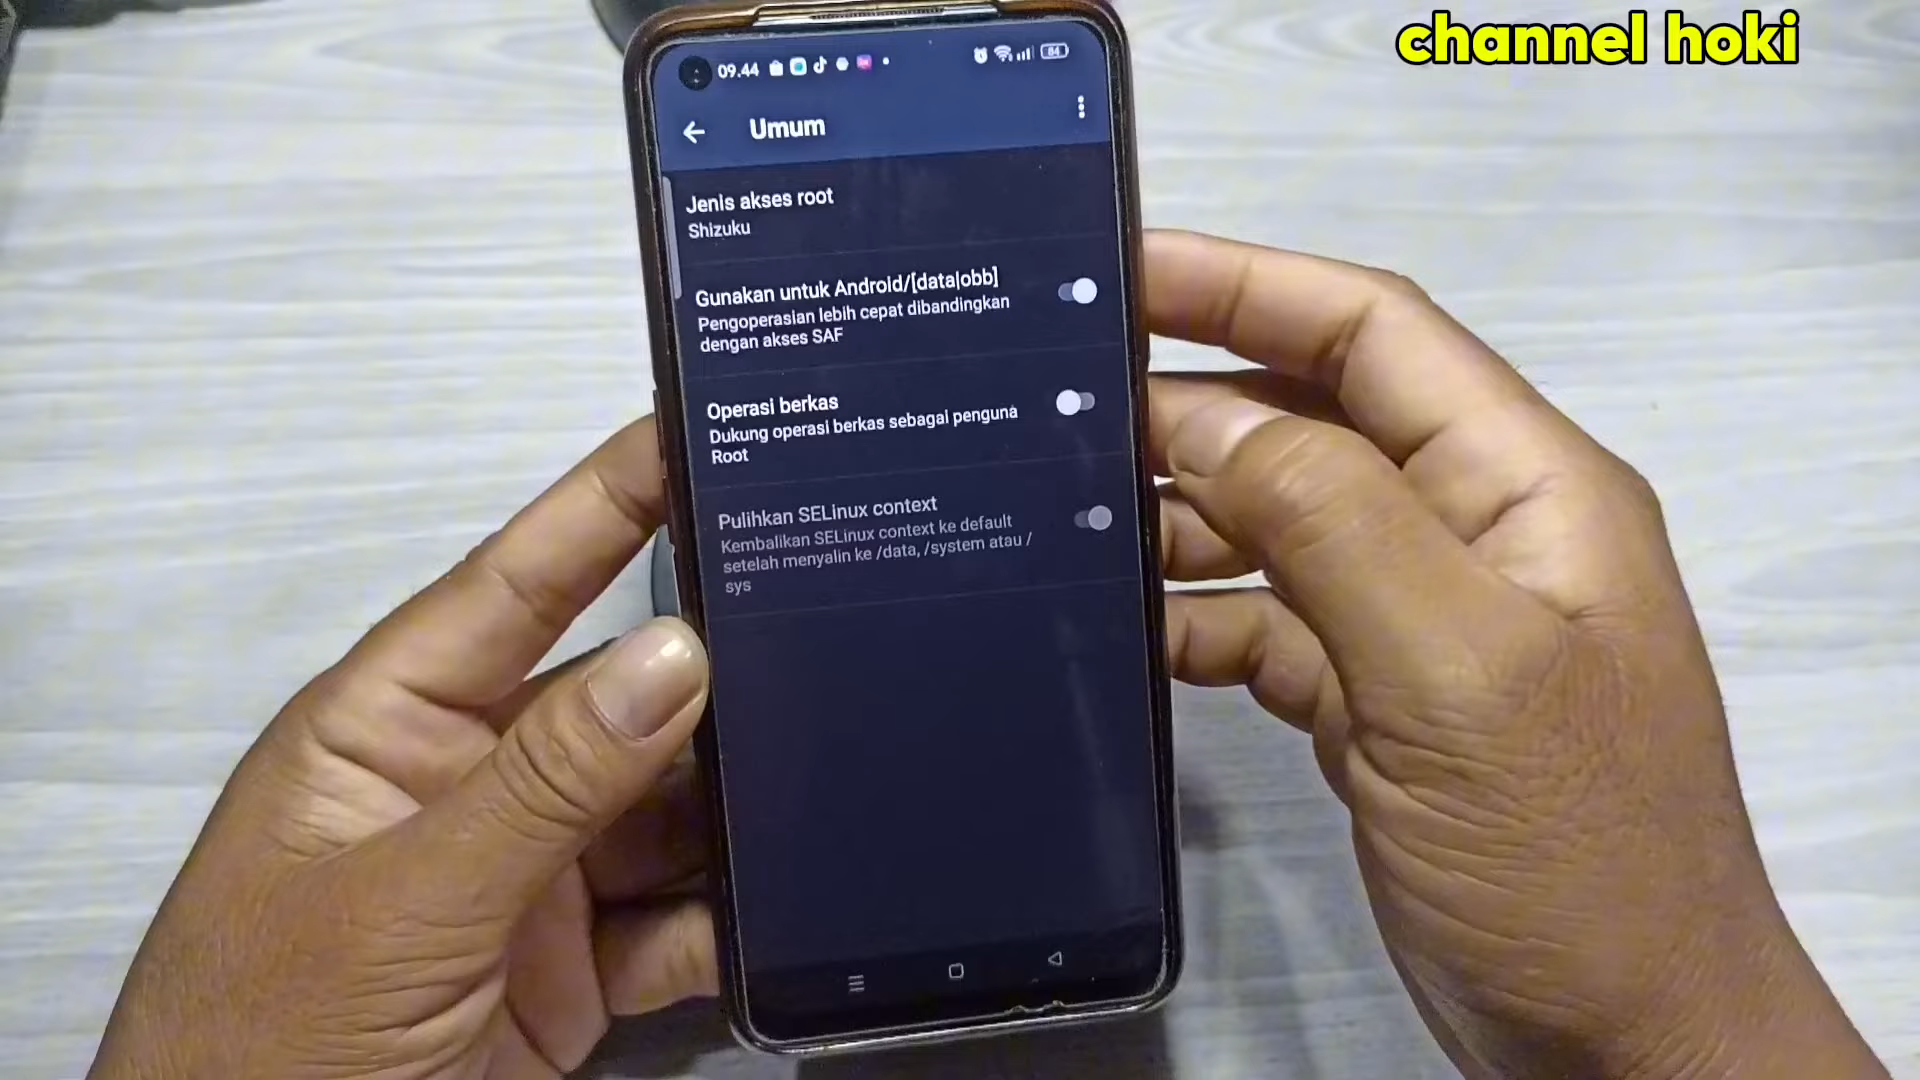 channel hoki
09.44
84
Umum
Jenis akses root
Shizuku
Gunakan untuk Android/[data|obb]
Pengoperasian lebih cepat dibandingkan
dengan akses SAF
Operasi berkas
Dukung operasi berkas sebagai penguna
Root
Pulihkan SELinux context
Kembalikan SELinux context ke default
setelah menyalin ke /data, /system atau /
sys